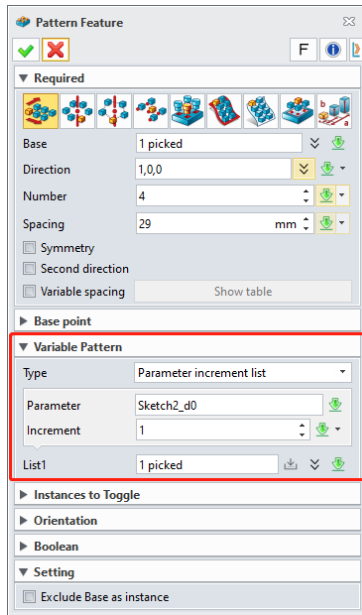 Pattern Feature
F
Required
Base 1 picked
Direction 1,0,0
Number 4
Spacing 29 mm
Symmetry
Second direction
Variable spacing Show table
Base point
Variable Pattern
Type Parameter increment list
Parameter Sketch2_d0
Increment 1
List1 1 picked
Instances to Toggle
Orientation
Boolean
Setting
Exclude Base as instance